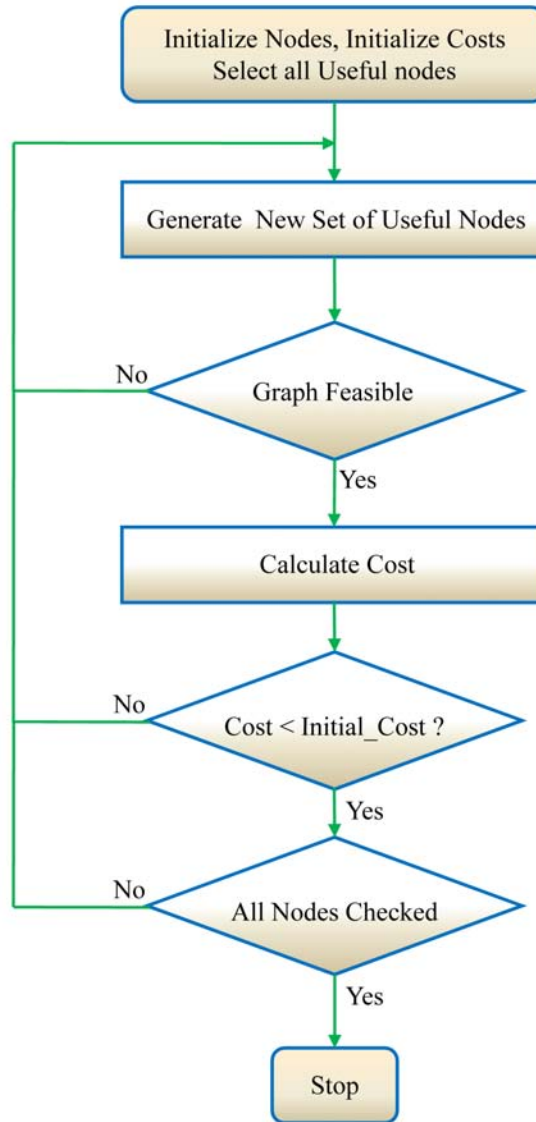 Initialize Nodes, Initialize Costs
Select all Useful nodes
Generate New Set of Useful Nodes
No
Graph Feasible
Yes
Calculate Cost
No
Cost < Initial_Cost ?
Yes
No
All Nodes Checked
Yes
Stop